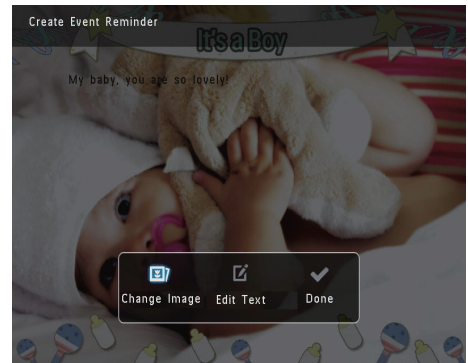 Create Event Reminder
It's a Boy
My baby, you are so lovely!
Change Image
Edit Text
Done